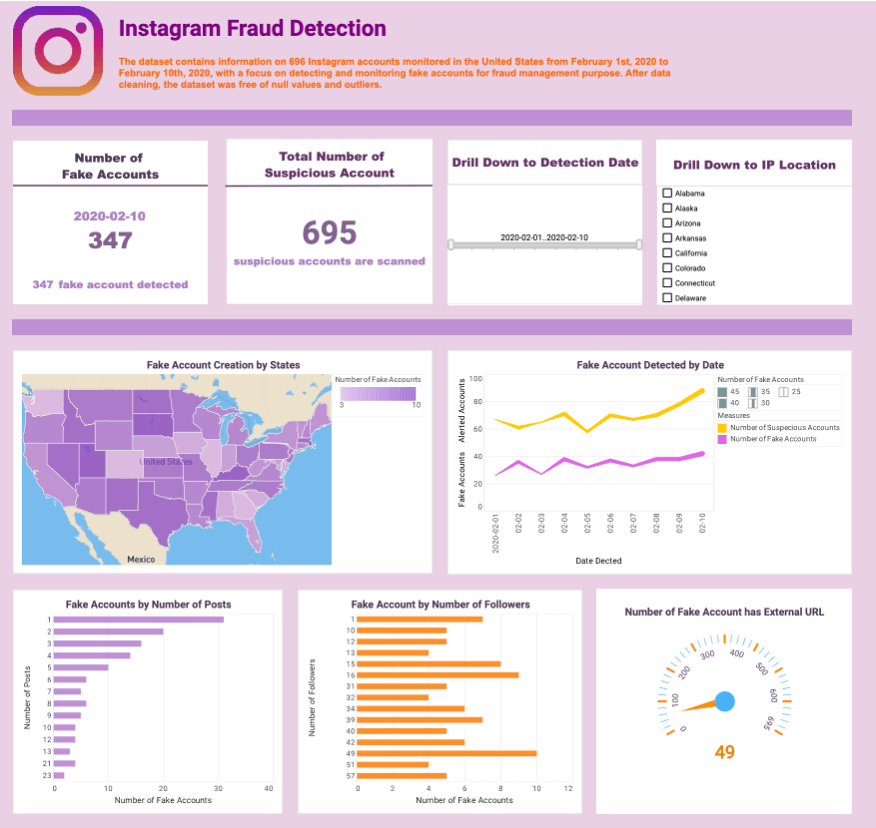 Instagram Fraud Detection
The dataset contains information on 696 Instagram accounts monitored in the United States from February 1st, 2020 to
February 10th, 2020, with a focus on detecting and monitoring fake accounts for fraud management purpose. After data
cleaning, the dataset was free of null values and outliers.
Number of
Fake Accounts
2020-02-10
347
347 fake account detected
Total Number of
Suspicious Account
695
suspicious accounts are scanned
Drill Down to Detection Date
2020-02-01..2020-02-10
Drill Down to IP Location
Alabama
Alaska
Arizona
Arkansas
California
Colorado
Connecticut
Delaware
Fake Account Creation by States
Number of Fake Accounts
3 10
United States
Mexico
Fake Account Detected by Date
Alerted Accounts
Fake Accounts
100
80
60
40
20
0
2020-02-01
02-02
02-03
02-04
02-05
02-06
02-07
02-08
02-09
02-10
Date Dected
Number of Fake Accounts
45 35 25
40 30
Measures
Number of Suspicious Accounts
Number of Fake Accounts
Fake Accounts by Number of Posts
Number of Posts
1
2
3
4
5
6
7
8
9
10
12
13
21
23
0 10 20 30 40
Number of Fake Accounts
Fake Account by Number of Followers
Number of Followers
1
10
12
13
15
16
31
32
34
39
40
42
49
51
57
0 2 4 6 8 10 12
Number of Fake Accounts
Number of Fake Account has External URL
0
100
200
300
400
500
600
695
49